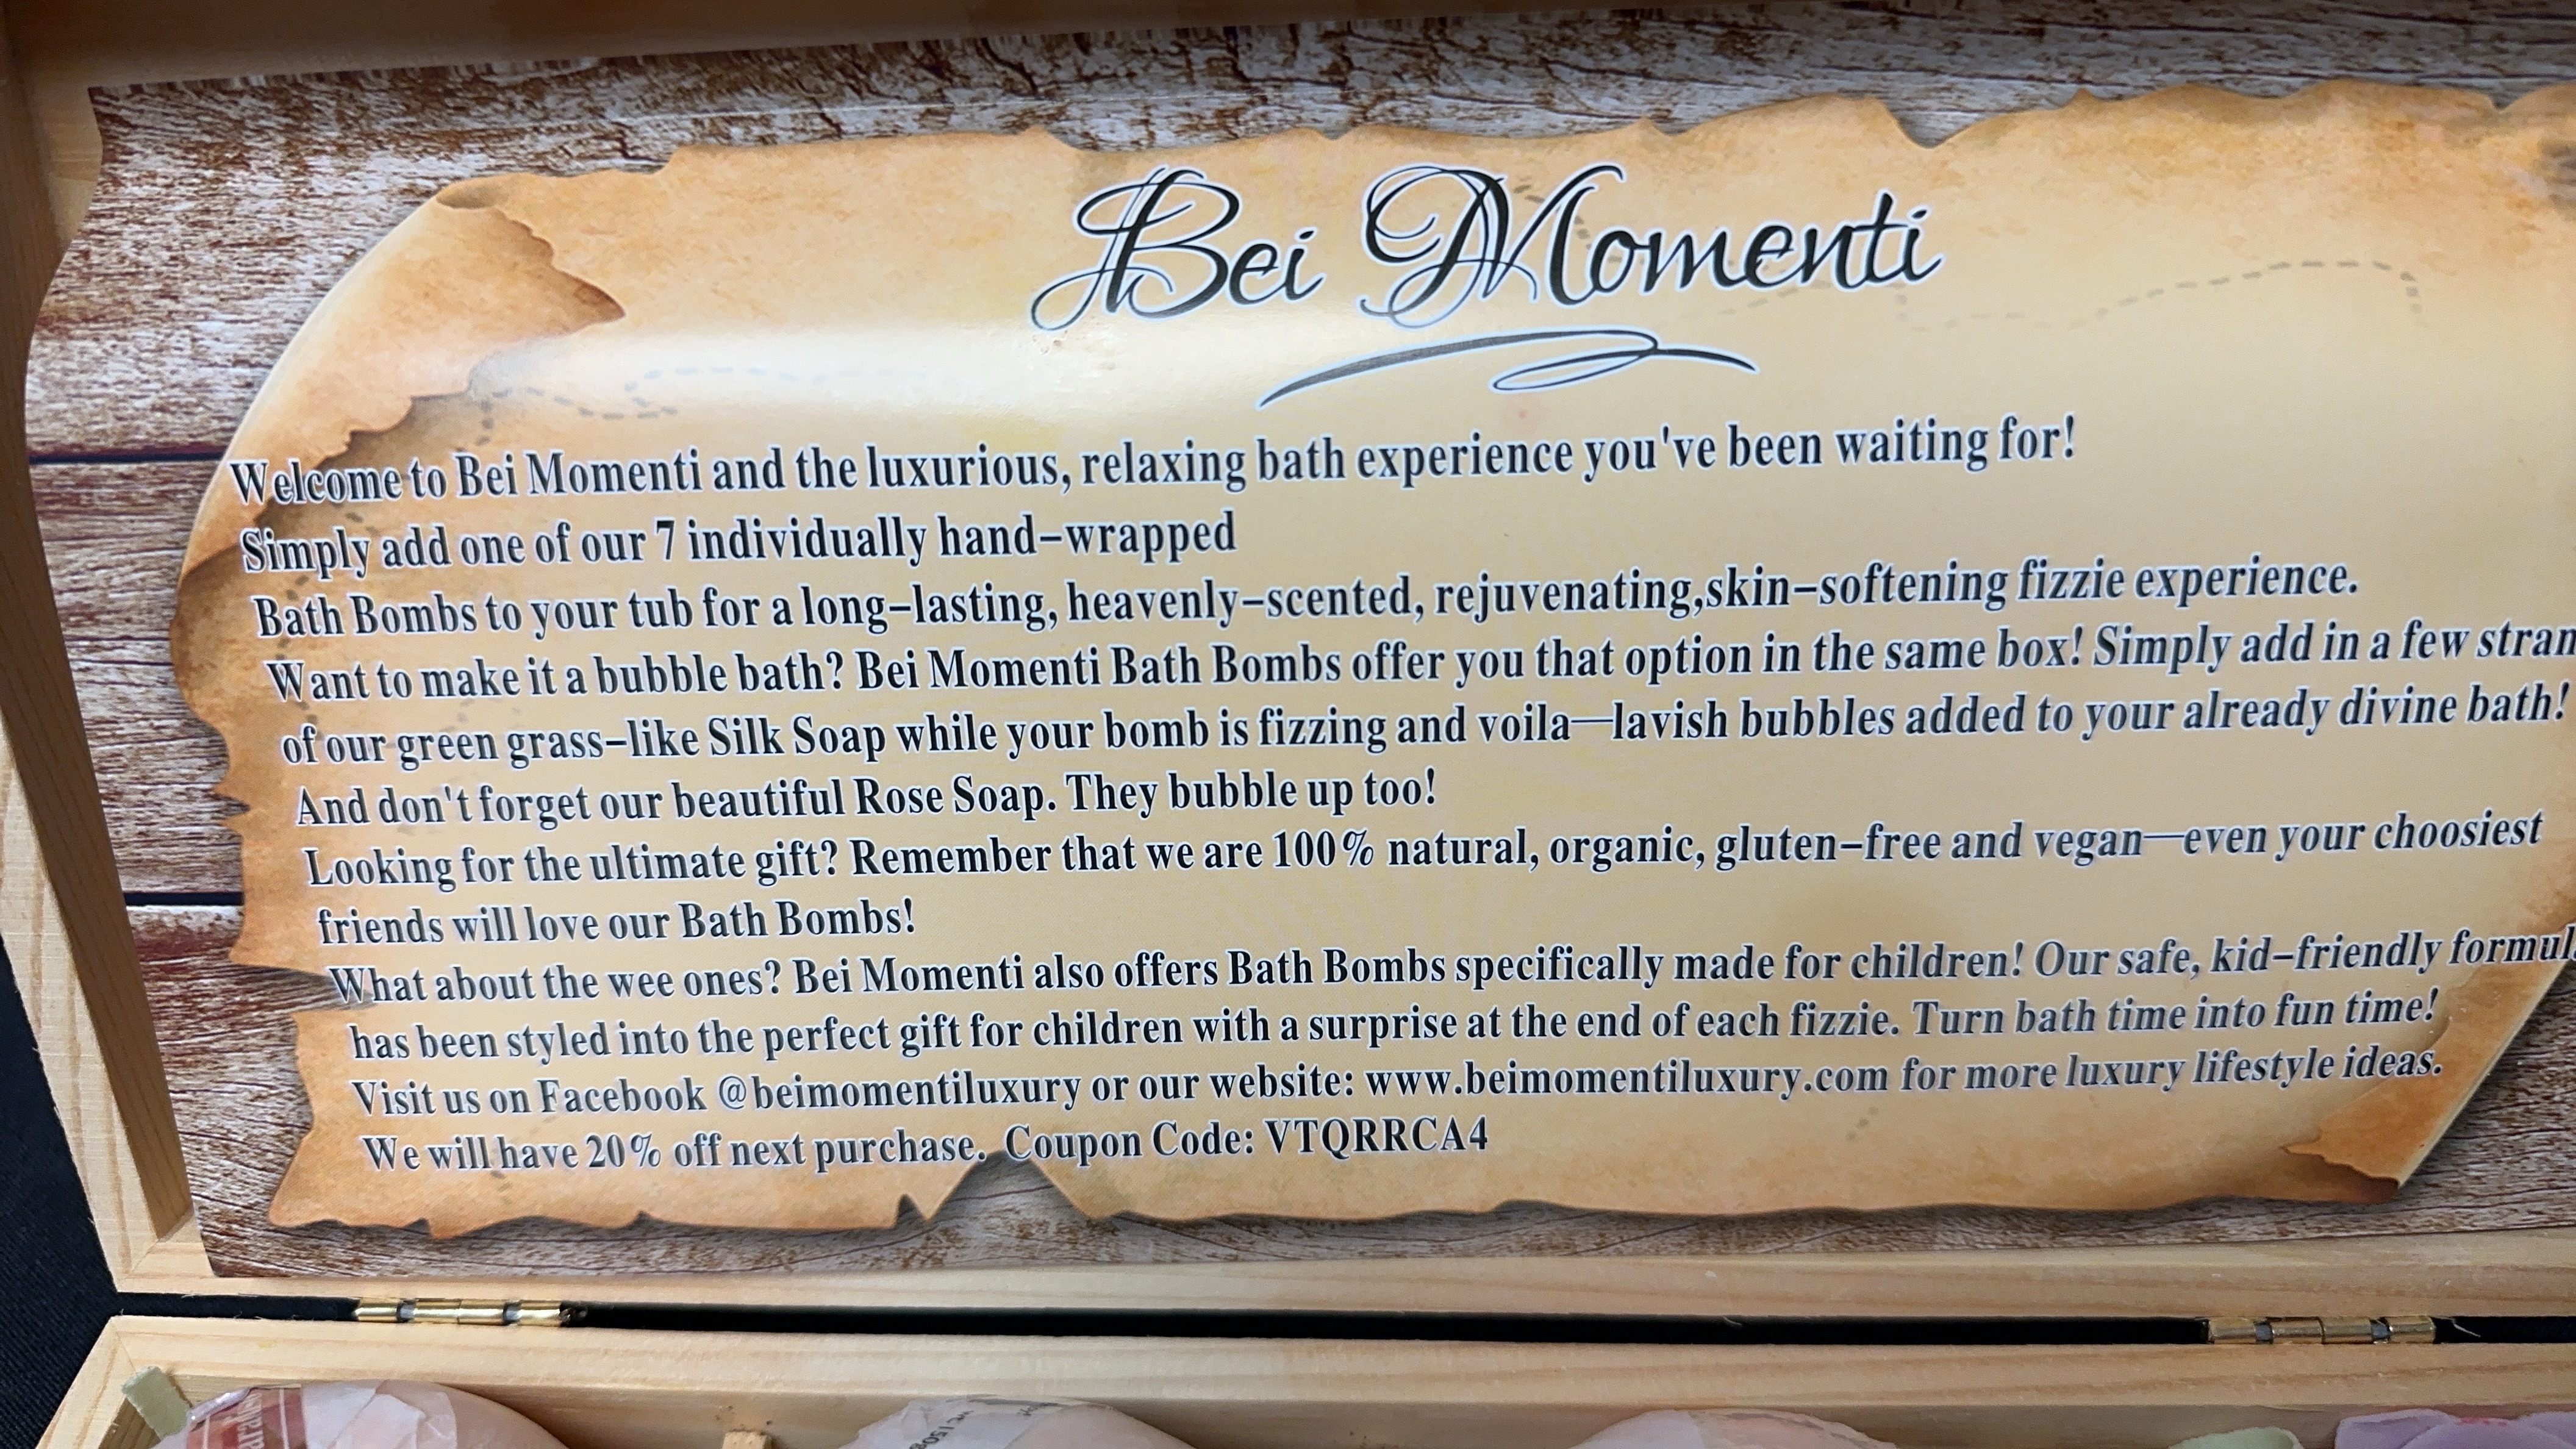 Bei Momenti
Welcome to Bei Momenti and the luxurious, relaxing bath experience you've been waiting for!
Simply add one of our 7 individually hand-wrapped
Bath Bombs to your tub for a long-lasting, heavenly-scented, rejuvenating,skin-softening fizzie experience.
Want to make it a bubble bath? Bei Momenti Bath Bombs offer you that option in the same box! Simply add in a few
of our green grass-like Silk Soap while your bomb is fizzing and voila—lavish bubbles added to your already divine bath!
And don't forget our beautiful Rose Soap. They bubble up too!
Looking for the ultimate gift? Remember that we are 100% natural, organic, gluten-free and vegan—even your choosiest
friends will love our Bath Bombs!
What about the wee ones? Bei Momenti also offers Bath Bombs specifically made for children! Our safe, kid-friendly
has been styled into the perfect gift for children with a surprise at the end of each fizzie. Turn bath time into fun time!
Visit us on Facebook @beimomentiluxury or our website: www.beimomentiluxury.com for more luxury lifestyle ideas.
We will have 20% off next purchase. Coupon Code: VTQRRCA4